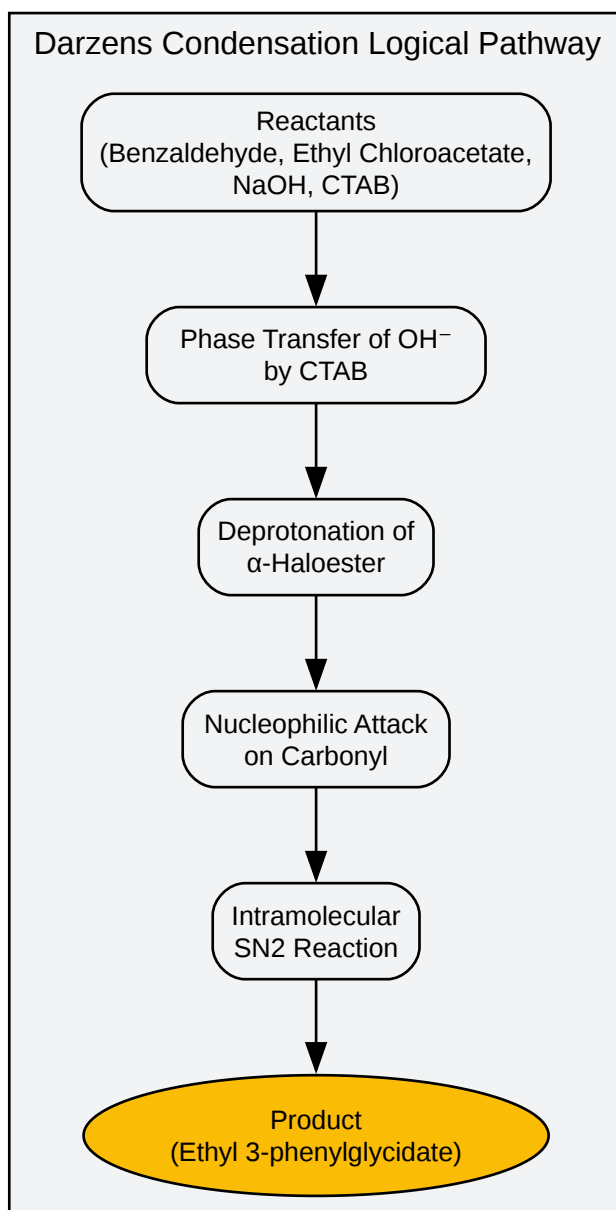 Darzens Condensation Logical Pathway
Reactants
(Benzaldehyde, Ethyl Chloroacetate,
NaOH, CTAB)
Phase Transfer of OH⁻
by CTAB
Deprotonation of
α-Haloester
Nucleophilic Attack
on Carbonyl
Intramolecular
SN2 Reaction
Product
(Ethyl 3-phenylglycidate)